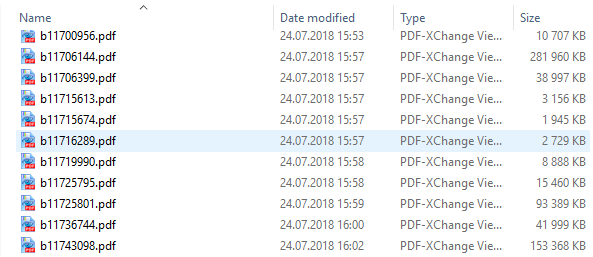 Name Date modified Type Size
b11700956.pdf 24.07.2018 15:53 PDF-XChange Vie... 10 707 KB
b11706144.pdf 24.07.2018 15:57 PDF-XChange Vie... 281 960 KB
b11706399.pdf 24.07.2018 15:57 PDF-XChange Vie... 38 997 KB
b11715613.pdf 24.07.2018 15:57 PDF-XChange Vie... 3 156 KB
b11715674.pdf 24.07.2018 15:57 PDF-XChange Vie... 1 945 KB
b11716289.pdf 24.07.2018 15:57 PDF-XChange Vie... 2 729 KB
b11719990.pdf 24.07.2018 15:58 PDF-XChange Vie... 8 888 KB
b11725795.pdf 24.07.2018 15:58 PDF-XChange Vie... 15 460 KB
b11725801.pdf 24.07.2018 15:59 PDF-XChange Vie... 93 389 KB
b11736744.pdf 24.07.2018 16:00 PDF-XChange Vie... 41 999 KB
b11743098.pdf 24.07.2018 16:02 PDF-XChange Vie... 153 368 KB